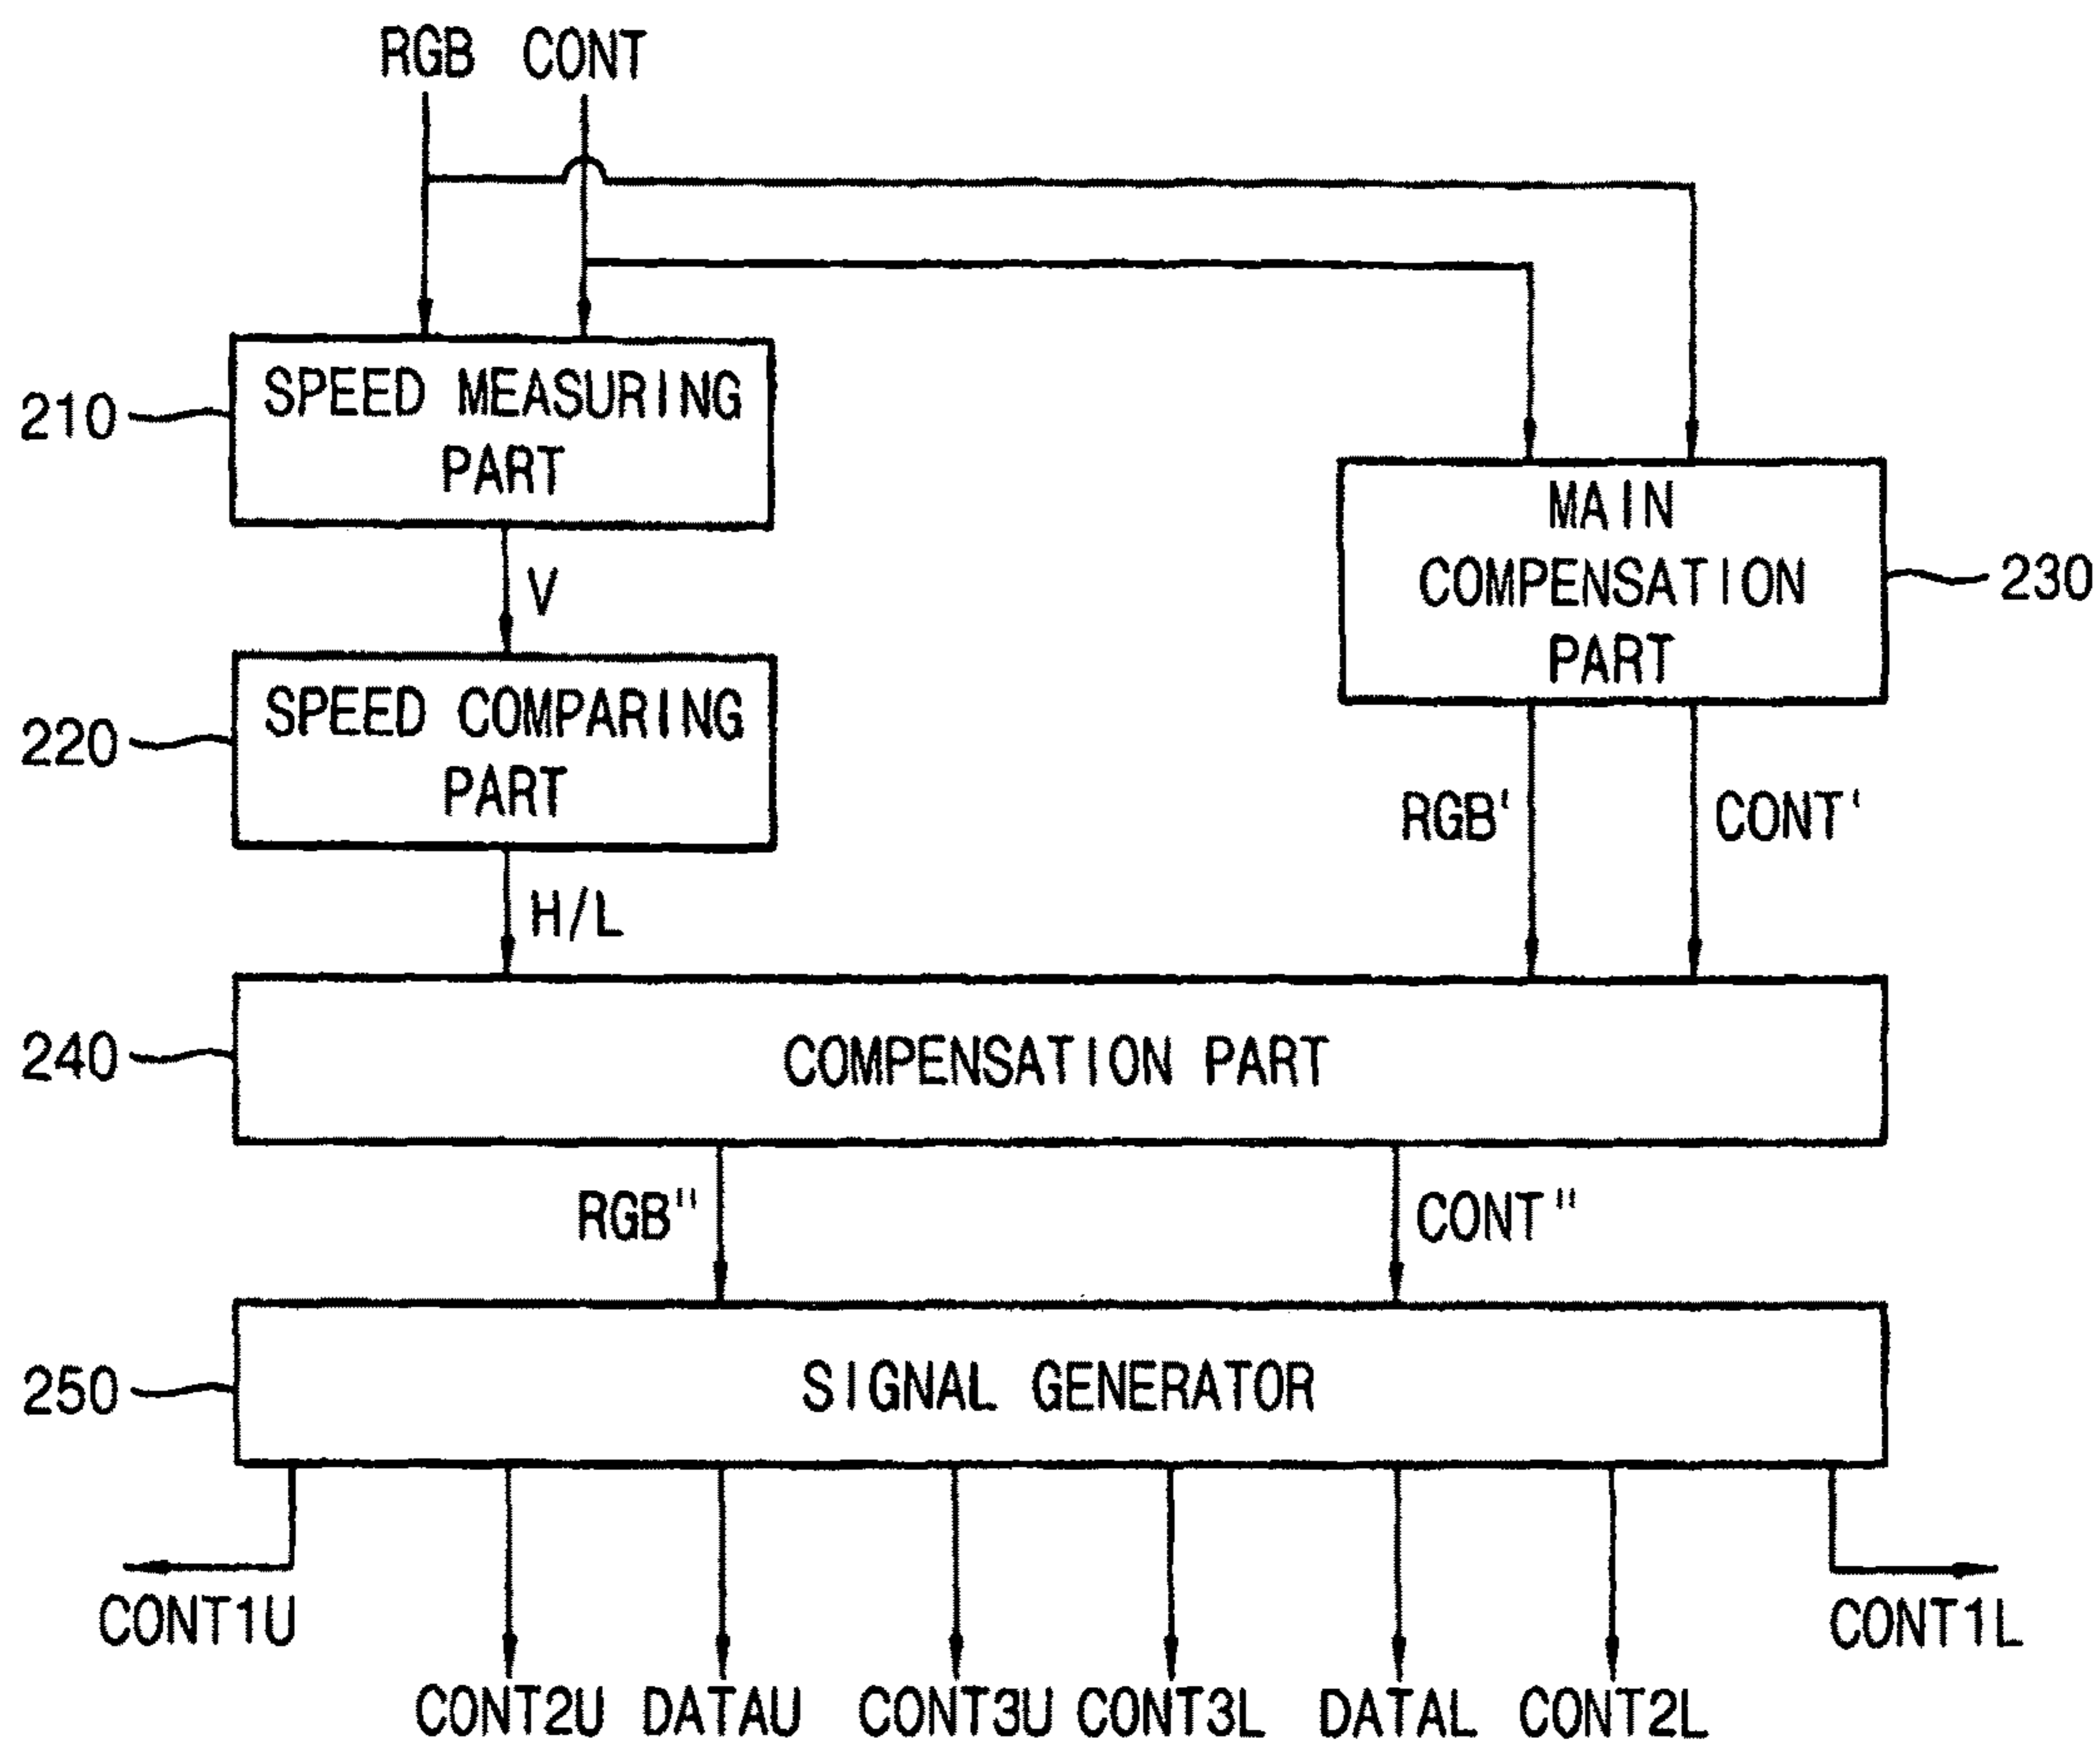 RGB CONT
210
SPEED MEASURING
PART
MAIN
COMPENSATION
PART
230
V
220
SPEED COMPARING
PART
RGB' CONT'
H/L
240
COMPENSATION PART
RGB" CONT"
250
SIGNAL GENERATOR
CONT1U
CONT1L
CONT2U DATAU CONT3U CONT3L DATAL CONT2L